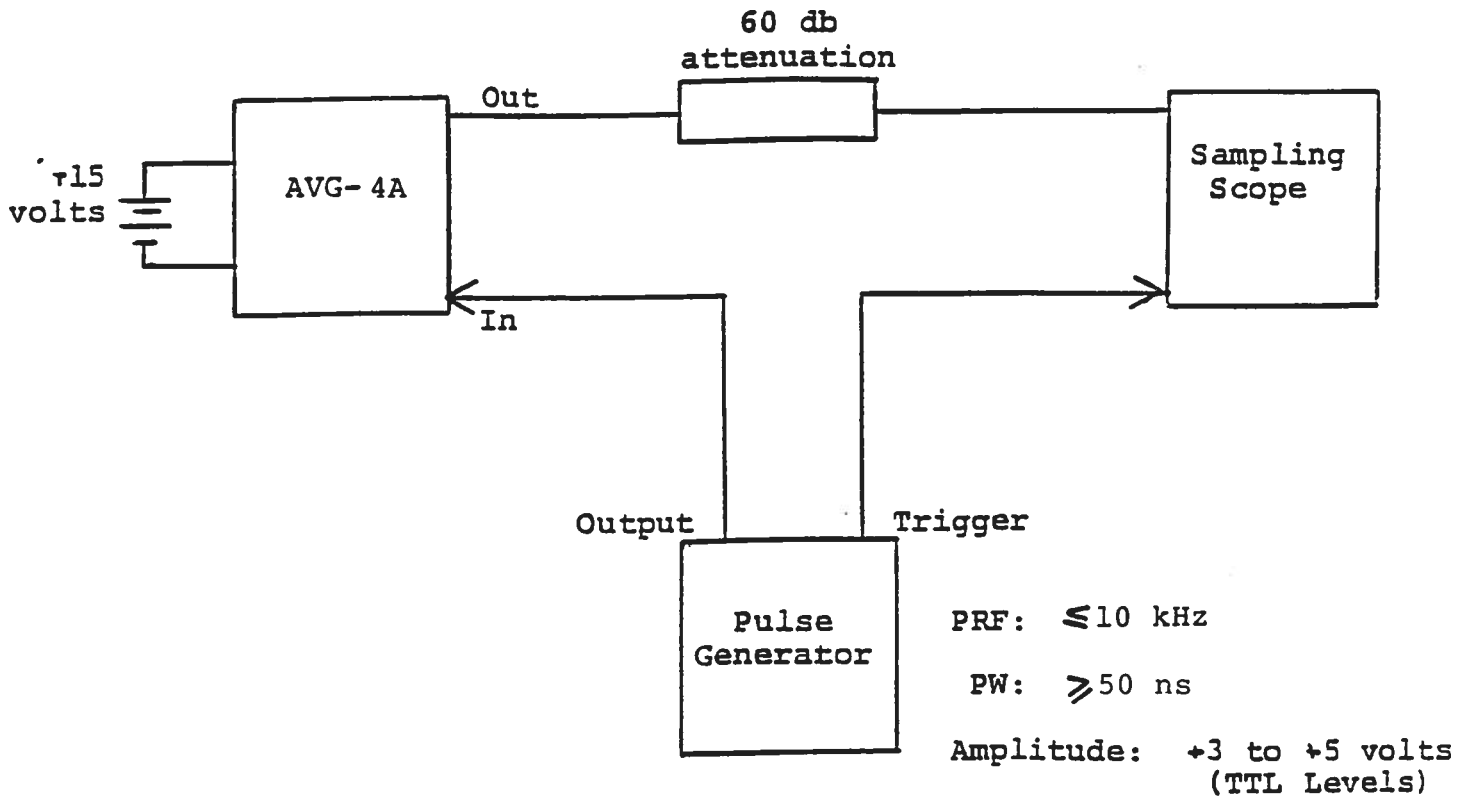 60 db
attenuation
Out
+15
volts
AVG-4A
Sampling
Scope
In
Output
Trigger
Pulse
Generator
PRF: ≤10 kHz
PW: ≥50 ns
Amplitude: +3 to +5 volts
(TTL Levels)